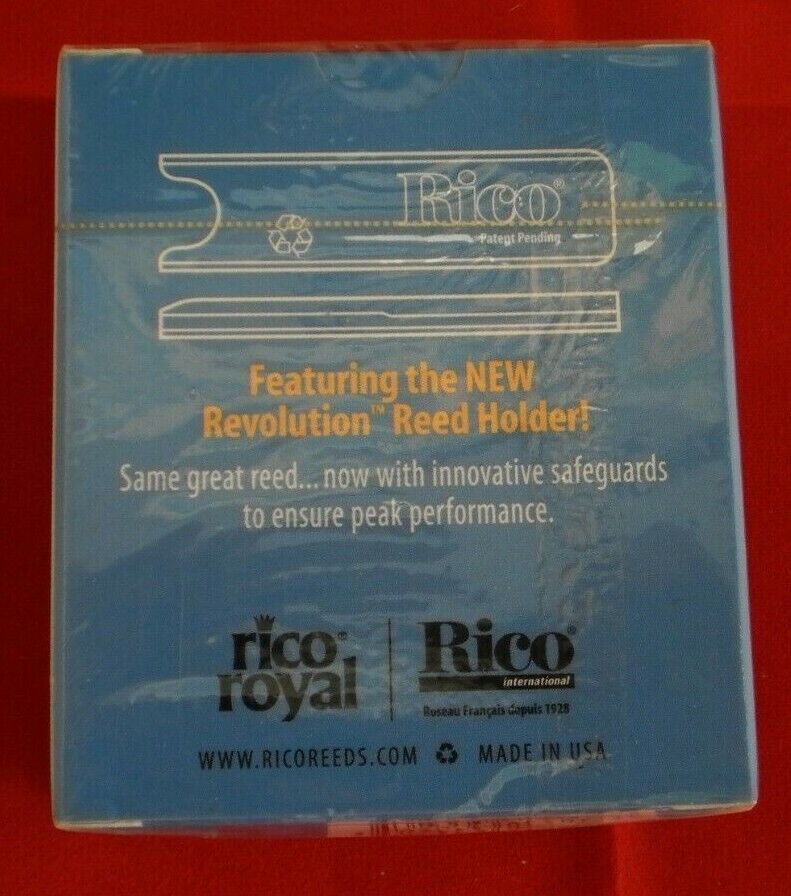 Rico®
Patent Pending
Featuring the NEW
Revolution™ Reed Holder!
Same great reed... now with innovative safeguards
to ensure peak performance.
rico®
royal
Rico®
international
Roseau Français depuis 1928
WWW.RICOREEDS.COM MADE IN USA